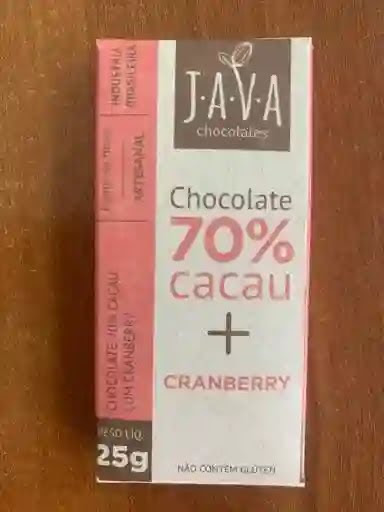 J·A·V·A
chocolates
Chocolate
70%
cacau
+
CRANBERRY
NÃO CONTÉM GLÚTEN
INDÚSTRIA
BRASILEIRA
ARTESANAL
CHOCOLATE 70% CACAU
COM CRANBERRY
PESO LÍQ.
25g